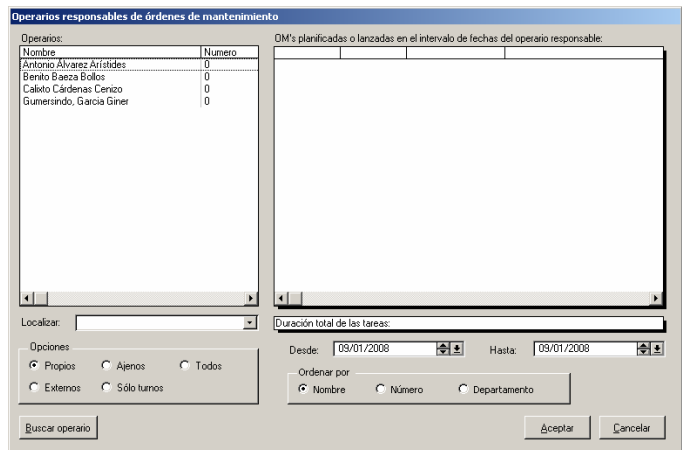 Operarios responsables de órdenes de mantenimiento
Operarios:
Nombre Numero
Antonio Álvarez Arístides 0
Benito Baeza Bollos 0
Calixto Cárdenas Cenizo 0
Gumersindo, Garcia Giner 0
OM's planificadas o lanzadas en el intervalo de fechas del operario responsable:
Localizar:
Duración total de las tareas:
Opciones
Propios Ajenos Todos
Externos Sólo turnos
Desde: 09/01/2008 Hasta: 09/01/2008
Ordenar por
Nombre Número Departamento
Buscar operario
Aceptar Cancelar